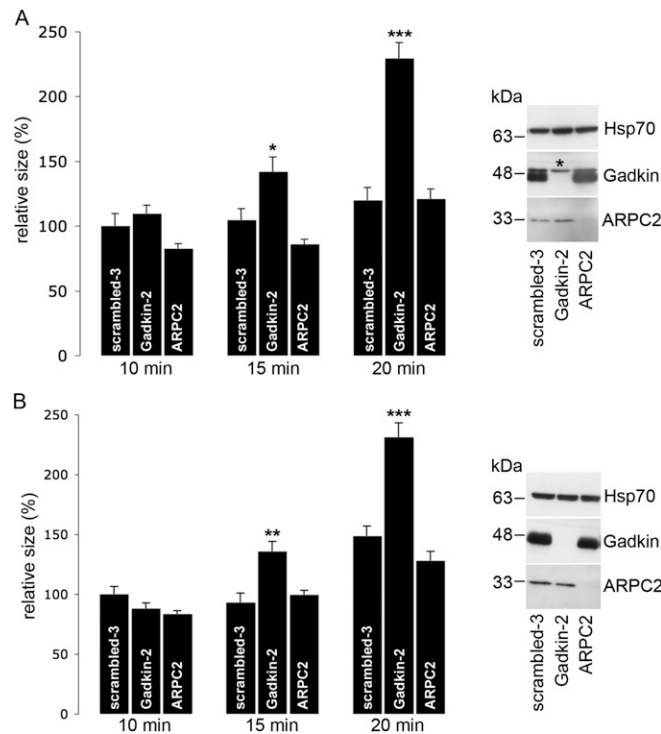 A
relative size (%)
250
200
150
100
50
0
*
***
scrambled-3
Gadkin-2
ARPC2
scrambled-3
Gadkin-2
ARPC2
scrambled-3
Gadkin-2
ARPC2
10 min
15 min
20 min
kDa
63
Hsp70
*
48
Gadkin
33
ARPC2
scrambled-3
Gadkin-2
ARPC2
B
relative size (%)
250
200
150
100
50
0
**
***
scrambled-3
Gadkin-2
ARPC2
scrambled-3
Gadkin-2
ARPC2
scrambled-3
Gadkin-2
ARPC2
10 min
15 min
20 min
kDa
63
Hsp70
48
Gadkin
33
ARPC2
scrambled-3
Gadkin-2
ARPC2